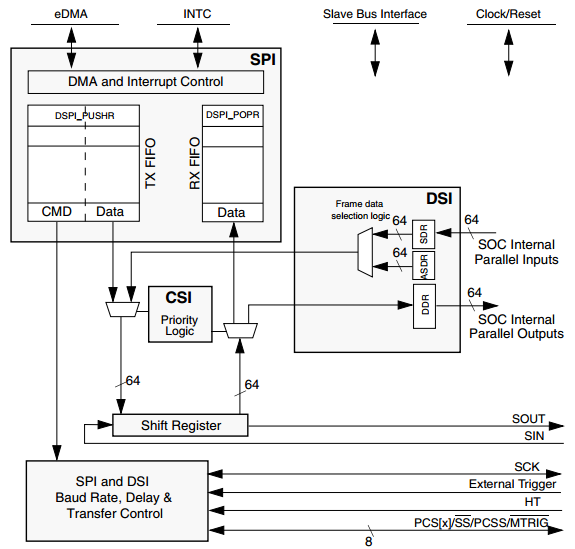 eDMA
INTC
Slave Bus Interface
Clock/Reset
SPI
DMA and Interrupt Control
DSPI_PUSHR
DSPI_POPR
TX FIFO
RX FIFO
CMD
Data
Data
DSI
Frame data
selection logic
64
SDR
64
SOC Internal
Parallel Inputs
64
ASDR
DDR
64
SOC Internal
Parallel Outputs
CSI
Priority
Logic
64
64
Shift Register
SOUT
SIN
SPI and DSI
Baud Rate, Delay &
Transfer Control
SCK
External Trigger
HT
PCS[x]/SS/PCSS/MTRIG
8